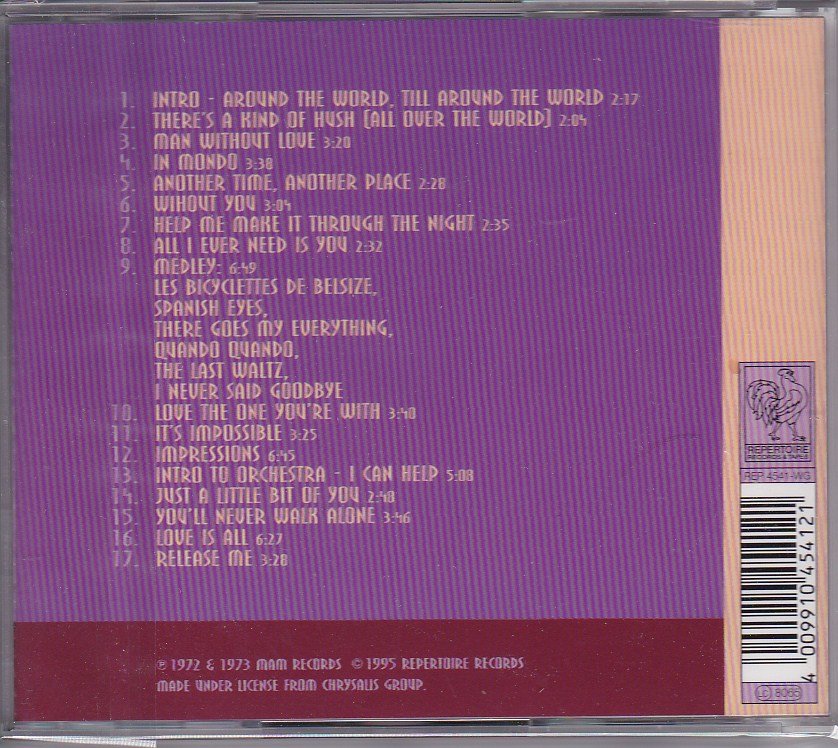 1. INTRO - AROUND THE WORLD, TILL AROUND THE WORLD 2:17
2. THERE'S A KIND OF HUSH (ALL OVER THE WORLD) 2:04
3. MAN WITHOUT LOVE 3:20
4. IN MONDO 3:38
5. ANOTHER TIME, ANOTHER PLACE 2:28
6. WIHOUT YOU 3:04
7. HELP ME MAKE IT THROUGH THE NIGHT 2:35
8. ALL I EVER NEED IS YOU 2:32
9. MEDLEY: 6:49
LES BICYCLETTES DE BELSIZE,
SPANISH EYES,
THERE GOES MY EVERYTHING,
QUANDO QUANDO,
THE LAST WALTZ,
I NEVER SAID GOODBYE
10. LOVE THE ONE YOU'RE WITH 3:40
11. IT'S IMPOSSIBLE 3:25
12. IMPRESSIONS 6:45
13. INTRO TO ORCHESTRA - I CAN HELP 5:08
14. JUST A LITTLE BIT OF YOU 2:48
15. YOU'LL NEVER WALK ALONE 3:46
16. LOVE IS ALL 6:27
17. RELEASE ME 3:28
℗ 1972 & 1973 MAM RECORDS © 1995 REPERTOIRE RECORDS
MADE UNDER LICENSE FROM CHRYSALIS GROUP.
REPERTOIRE
RECORDS & TAPES
REP 4541-WG
4 009910 454121
LC 8065